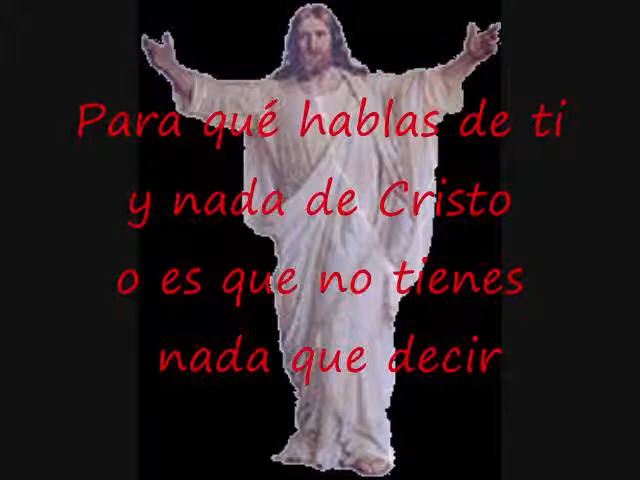 Para qué hablas de ti
y nada de Cristo
o es que no tienes
nada que decir